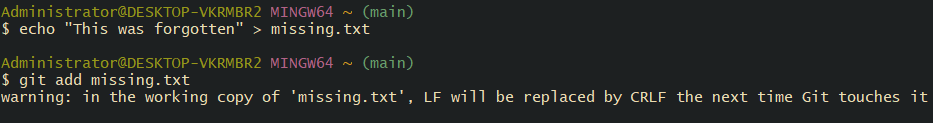 Administrator@DESKTOP-VKRMBR2 MINGW64 ~ (main)
$ echo "This was forgotten" > missing.txt
Administrator@DESKTOP-VKRMBR2 MINGW64 ~ (main)
$ git add missing.txt
warning: in the working copy of 'missing.txt', LF will be replaced by CRLF the next time Git touches it